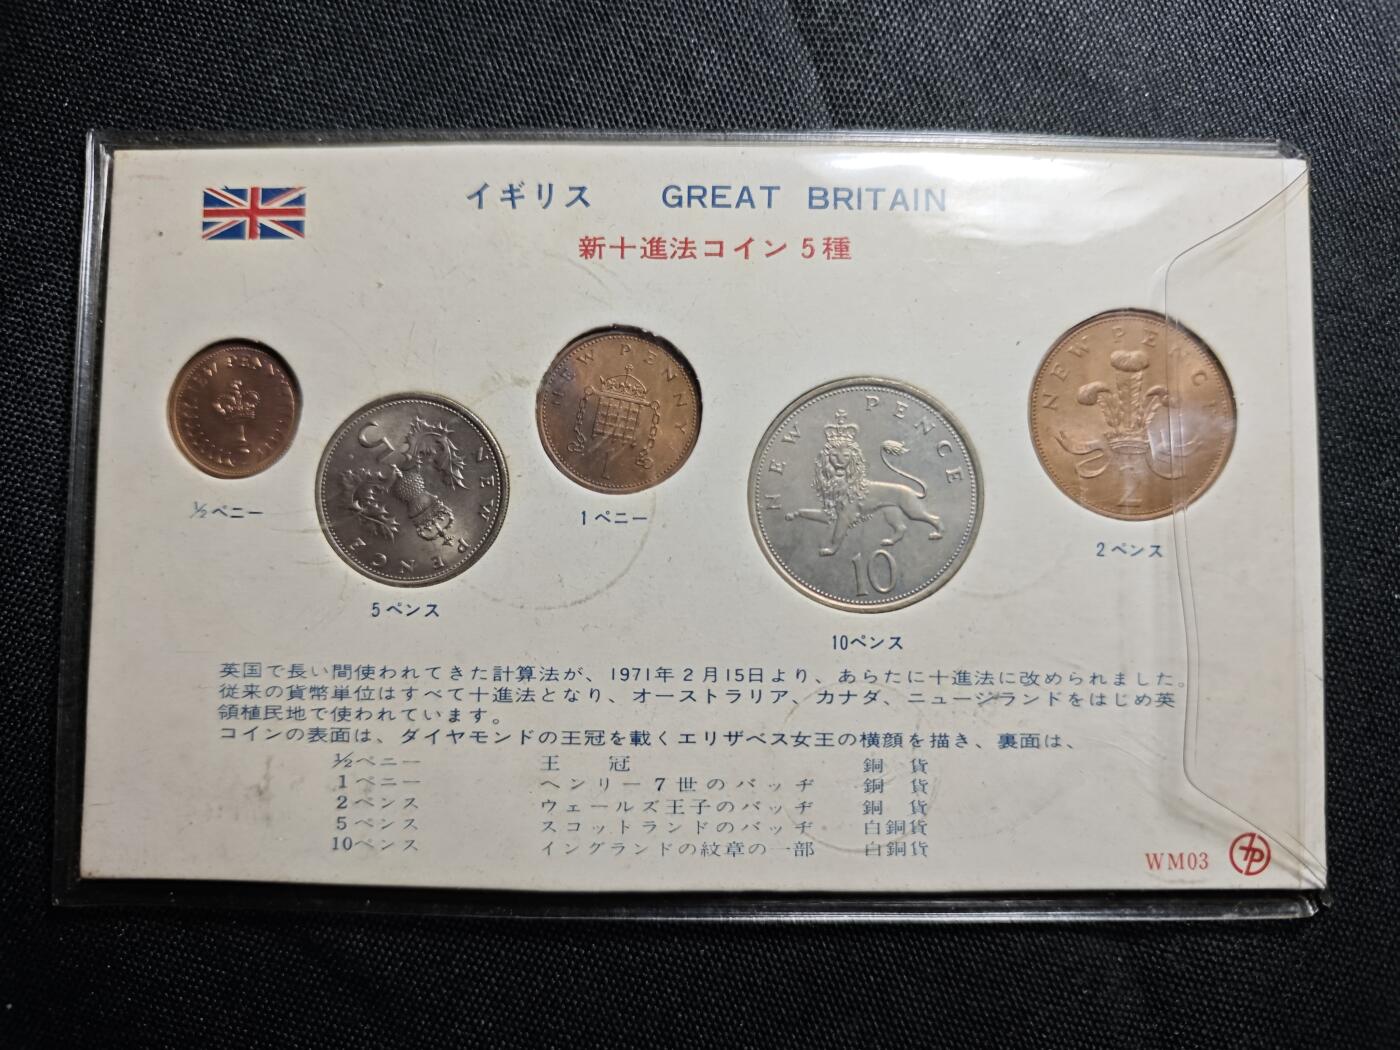 イギリス GREAT BRITAIN
新十進法コイン5種
NEW PENNY
1/2
½ペニー
NEW PENCE
5
5ペンス
NEW PENNY
1
1ペニー
NEW PENCE
10
10ペンス
NEW PENCE
2
2ペンス
英国で長い間使われてきた計算法が、1971年2月15日より、あらたに十進法に改められました。
従来の貨幣単位はすべて十進法となり、オーストラリア、カナダ、ニュージランドをはじめ英
領植民地で使われています。
コインの表面は、ダイヤモンドの王冠を載くエリザベス女王の横顔を描き、裏面は、
½ペニー 王冠 銅貨
1ペニー ヘンリー7世のバッヂ 銅貨
2ペンス ウェールズ王子のバッヂ 銅貨
5ペンス スコットランドのバッヂ 白銅貨
10ペンス イングランドの紋章の一部 白銅貨
WM03